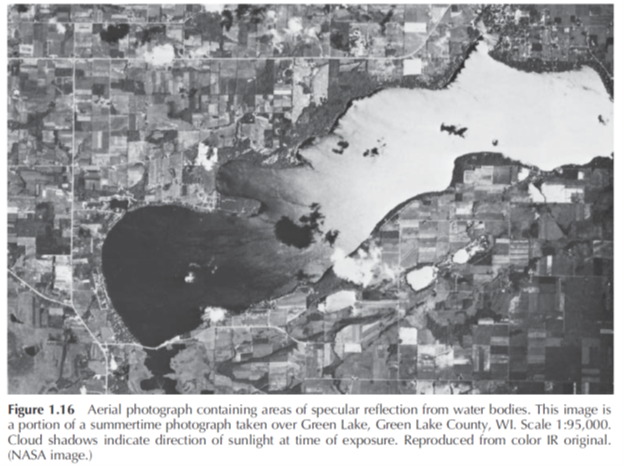 Figure 1.16 Aerial photograph containing areas of specular reflection from water bodies. This image is
a portion of a summertime photograph taken over Green Lake, Green Lake County, WI. Scale 1:95,000.
Cloud shadows indicate direction of sunlight at time of exposure. Reproduced from color IR original.
(NASA image.)